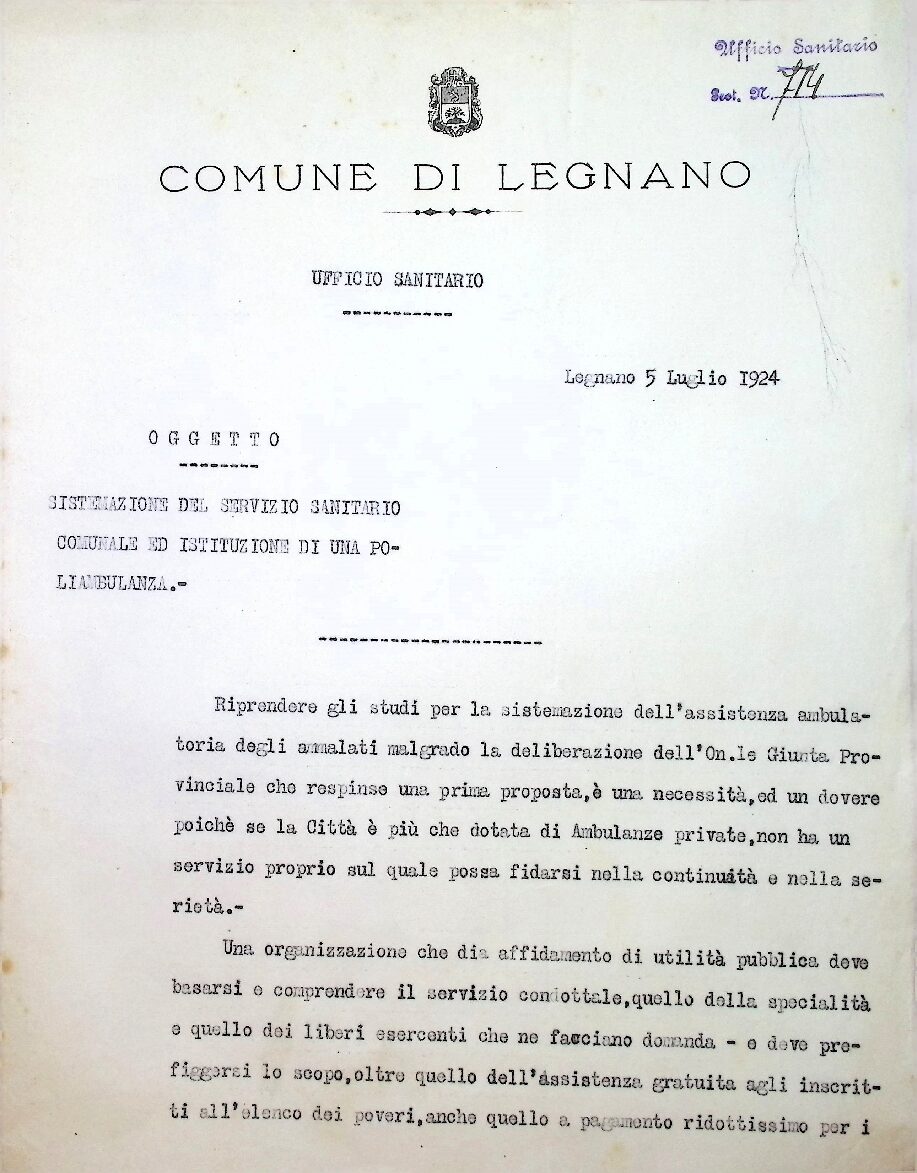 Ufficio Sanitario
Prot. N. 714
COMUNE DI LEGNANO
UFFICIO SANITARIO
Legnano 5 Luglio 1924
OGGETTO
SISTEMAZIONE DEL SERVIZIO SANITARIO
COMUNALE ED ISTITUZIONE DI UNA PO-
LIAMBULANZA.-
Riprendere gli studi per la sistemazione dell'assistenza ambula-
toria degli ammalati malgrado la deliberazione dell'On.le Giunta Pro-
vinciale che respinse una prima proposta,è una necessità,ed un dovere
poichè se la Città è più che dotata di Ambulanze private,non ha un
servizio proprio sul quale possa fidarsi nella continuità e nella se-
rietà.-
Una organizzazione che dia affidamento di utilità pubblica deve
basarsi e comprendere il servizio condottale,quello della specialità
e quello dei liberi esercenti che ne facciano domanda - e deve pre-
figgersi lo scopo,oltre quello dell'assistenza gratuita agli inscrit-
ti all'elenco dei poveri,anche quello a pagamento ridottissimo per i